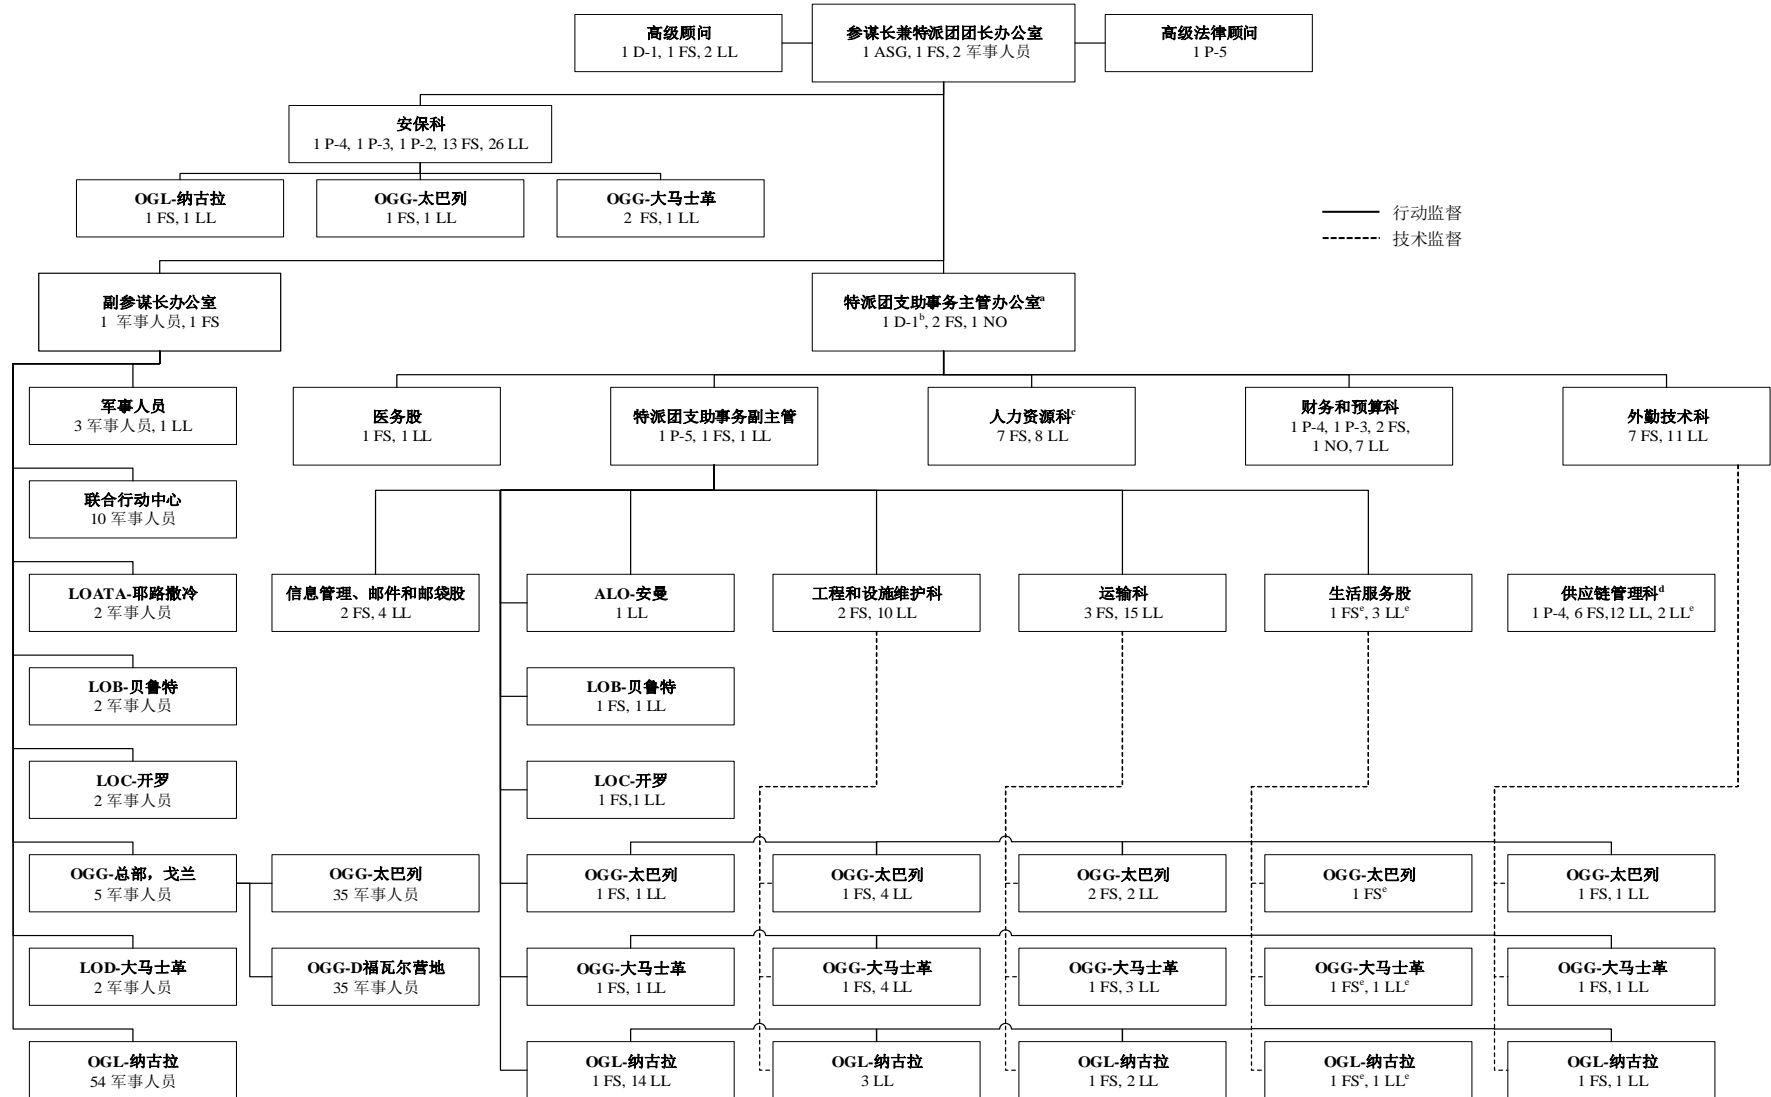 高级顾问
1 D-1, 1 FS, 2 LL
参谋长兼特派团团长办公室
1 ASG, 1 FS, 2 军事人员
高级法律顾问
1 P-5
安保科
1 P-4, 1 P-3, 1 P-2, 13 FS, 26 LL
OGL-纳古拉
1 FS, 1 LL
OGG-太巴列
1 FS, 1 LL
OGG-大马士革
2 FS, 1 LL
行动监督
技术监督
副参谋长办公室
1 军事人员, 1 FS
特派团支助事务主管办公室ᵃ
1 D-1ᵇ, 2 FS, 1 NO
军事人员
3 军事人员, 1 LL
医务股
1 FS, 1 LL
特派团支助事务副主管
1 P-5, 1 FS, 1 LL
人力资源科ᶜ
7 FS, 8 LL
财务和预算科
1 P-4, 1 P-3, 2 FS,
1 NO, 7 LL
外勤技术科
7 FS, 11 LL
联合行动中心
10 军事人员
LOATA-耶路撒冷
2 军事人员
信息管理、邮件和邮袋股
2 FS, 4 LL
ALO-安曼
1 LL
工程和设施维护科
2 FS, 10 LL
运输科
3 FS, 15 LL
生活服务股
1 FSᵉ, 3 LLᵉ
供应链管理科ᵈ
1 P-4, 6 FS,12 LL, 2 LLᵉ
LOB-贝鲁特
2 军事人员
LOB-贝鲁特
1 FS, 1 LL
LOC-开罗
2 军事人员
LOC-开罗
1 FS,1 LL
OGG-总部，戈兰
5 军事人员
OGG-太巴列
35 军事人员
OGG-太巴列
1 FS, 1 LL
OGG-太巴列
1 FS, 4 LL
OGG-太巴列
2 FS, 2 LL
OGG-太巴列
1 FSᵉ
OGG-太巴列
1 FS, 1 LL
LOD-大马士革
2 军事人员
OGG-D福瓦尔营地
35 军事人员
OGG-大马士革
1 FS, 1 LL
OGG-大马士革
1 FS, 4 LL
OGG-大马士革
1 FS, 3 LL
OGG-大马士革
1 FSᵉ, 1 LLᵉ
OGG-大马士革
1 FS, 1 LL
OGL-纳古拉
54 军事人员
OGL-纳古拉
1 FS, 14 LL
OGL-纳古拉
3 LL
OGL-纳古拉
1 FS, 2 LL
OGL-纳古拉
1 FSᵉ, 1 LLᵉ
OGL-纳古拉
1 FS, 1 LL